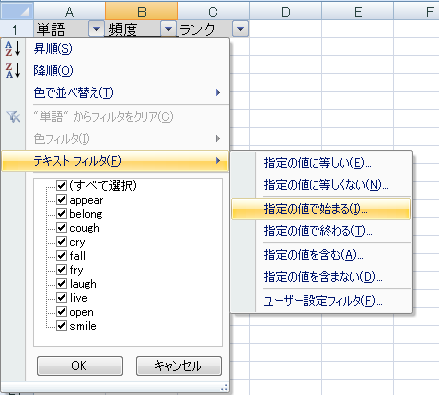 A B C D E F
1 単語 頻度 ランク
昇順(S)
降順(O)
色で並べ替え(T)
"単語" からフィルタをクリア(C)
色フィルタ(I)
テキスト フィルタ(F)
(すべて選択)
appear
belong
cough
cry
fall
fry
laugh
live
open
smile
OK キャンセル
指定の値に等しい(E)...
指定の値に等しくない(N)...
指定の値で始まる(I)...
指定の値で終わる(T)...
指定の値を含む(A)...
指定の値を含まない(D)...
ユーザー設定フィルタ(F)...